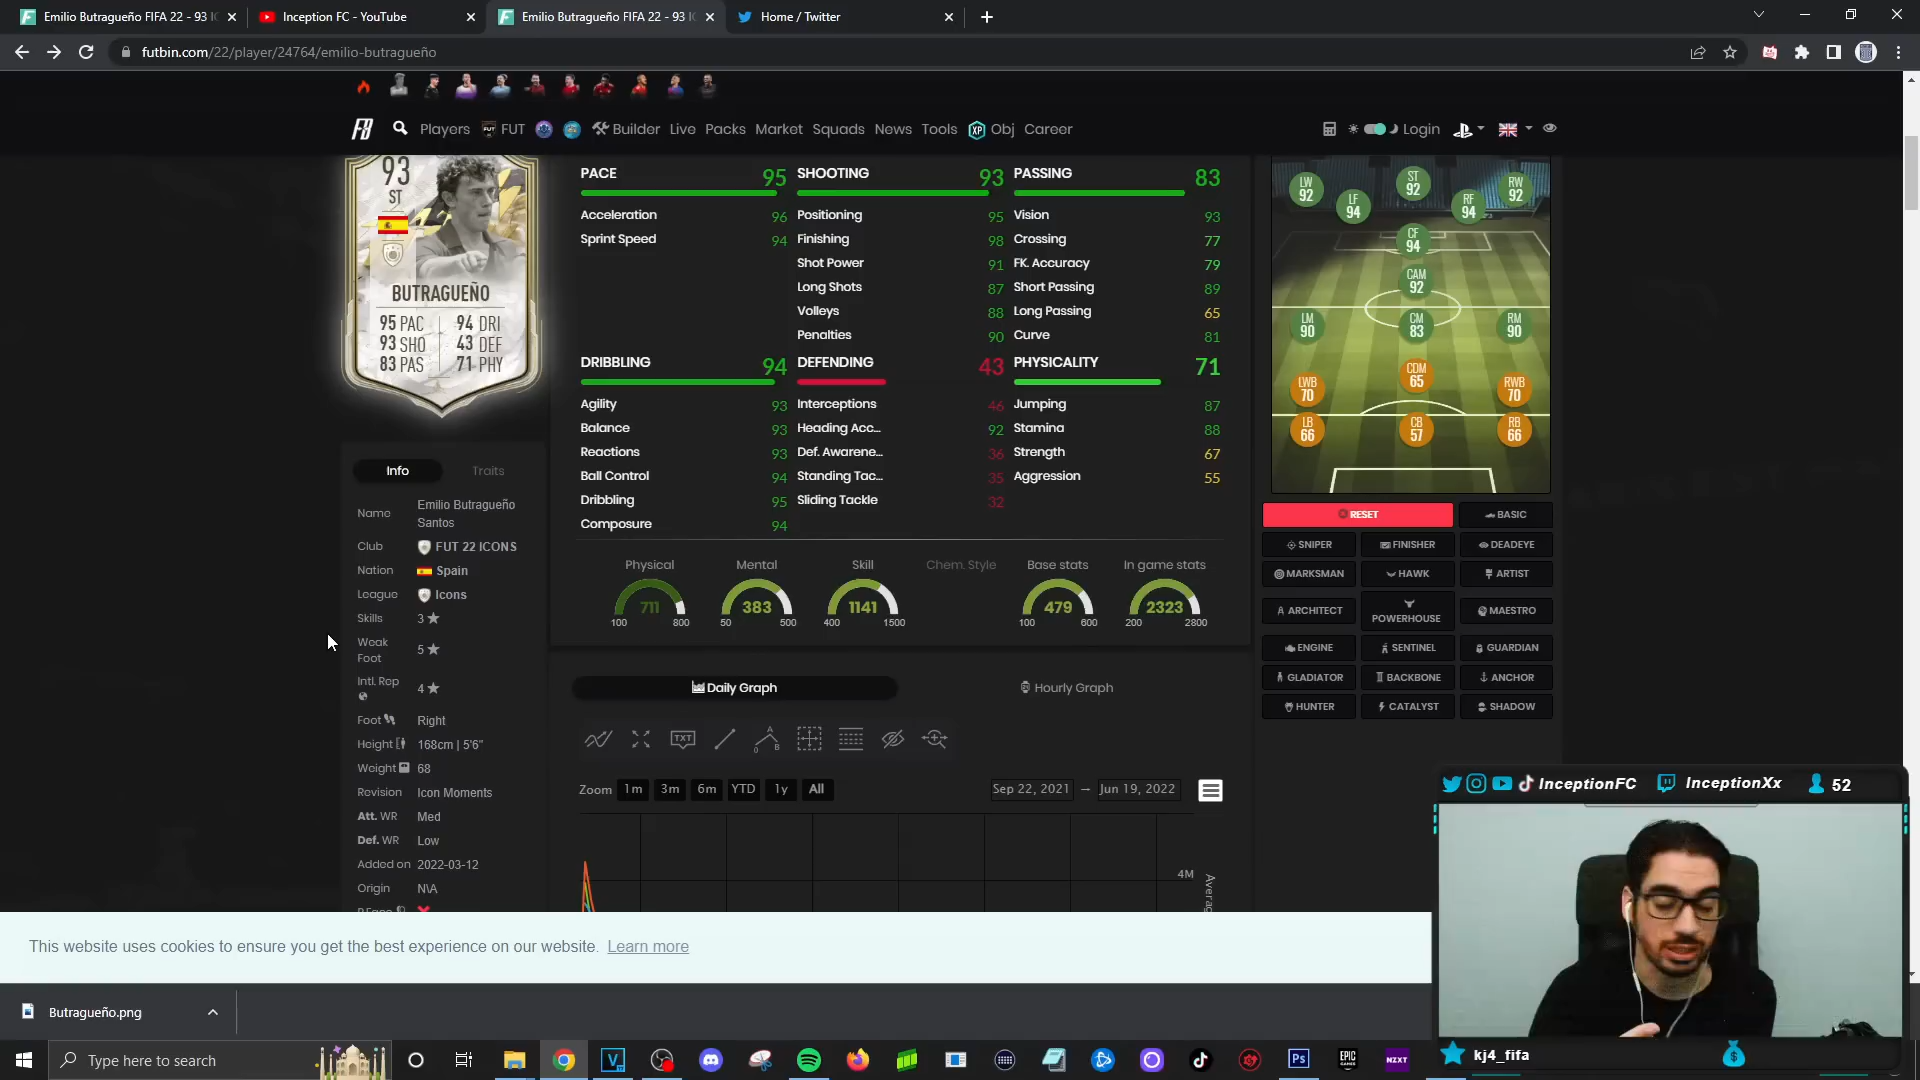 Emilio Butragueño FIFA 22 - 93 IC
Inception FC - YouTube
Emilio Butragueño FIFA 22 - 93 IC
Home / Twitter
futbin.com/22/player/24764/emilio-butragueño
Players FUT Builder Live Packs Market Squads News Tools XP Obj Career Login
93
ST
BUTRAGUEÑO
95 PAC 94 DRI
93 SHO 43 DEF
83 PAS 71 PHY
PACE 95
Acceleration 96
Sprint Speed 94
SHOOTING 93
Positioning 95
Finishing 98
Shot Power 91
Long Shots 87
Volleys 88
Penalties 90
PASSING 83
Vision 93
Crossing 77
FK. Accuracy 79
Short Passing 89
Long Passing 65
Curve 81
DRIBBLING 94
Agility 93
Balance 93
Reactions 93
Ball Control 94
Dribbling 95
Composure 94
DEFENDING 43
Interceptions 46
Heading Acc... 92
Def. Awarene... 36
Standing Tac... 35
Sliding Tackle 32
PHYSICALITY 71
Jumping 87
Stamina 88
Strength 67
Aggression 55
Physical Mental Skill Chem. Style Base stats In game stats
711 383 1141 479 2323
100 800 50 500 400 1500 100 600 200 2800
LW 92
LF 94
ST 92
RF 94
RW 92
CF 94
CAM 92
LM 90
CM 83
RM 90
CDM 65
LWB 70
RWB 70
LB 66
CB 57
RB 66
RESET BASIC
SNIPER FINISHER DEADEYE
MARKSMAN HAWK ARTIST
ARCHITECT POWERHOUSE MAESTRO
ENGINE SENTINEL GUARDIAN
GLADIATOR BACKBONE ANCHOR
HUNTER CATALYST SHADOW
Info Traits
Name Emilio Butragueño Santos
Club FUT 22 ICONS
Nation Spain
League Icons
Skills 3
Weak Foot 5
Intl. Rep 4
Foot Right
Height 168cm | 5'6"
Weight 68
Revision Icon Moments
Att. WR Med
Def. WR Low
Added on 2022-03-12
Origin N\A
Daily Graph Hourly Graph
TXT
Zoom 1m 3m 6m YTD 1y All Sep 22, 2021 → Jun 19, 2022
4M
This website uses cookies to ensure you get the best experience on our website. Learn more
InceptionFC InceptionXx 52
kj4_fifa
Butragueño.png
Type here to search
Ps
EPIC GAMES
NZXT